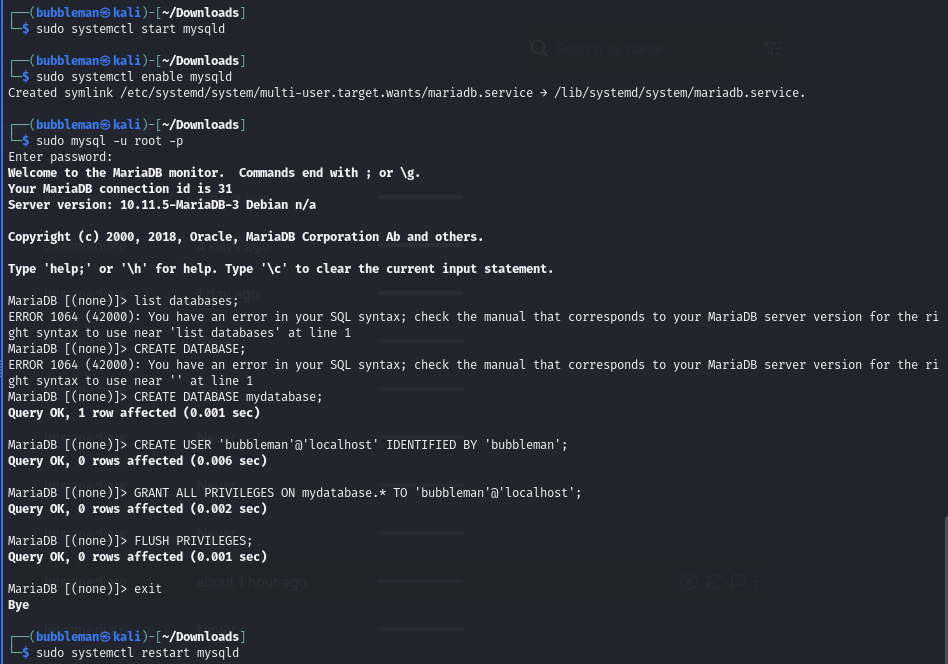 ┌──(bubbleman㉿kali)-[~/Downloads]
└─$ sudo systemctl start mysqld
Search by name
┌──(bubbleman㉿kali)-[~/Downloads]
└─$ sudo systemctl enable mysqld
Created symlink /etc/systemd/system/multi-user.target.wants/mariadb.service → /lib/systemd/system/mariadb.service.
┌──(bubbleman㉿kali)-[~/Downloads]
└─$ sudo mysql -u root -p
Enter password:
Welcome to the MariaDB monitor.  Commands end with ; or \g.
Your MariaDB connection id is 31
Server version: 10.11.5-MariaDB-3 Debian n/a
Copyright (c) 2000, 2018, Oracle, MariaDB Corporation Ab and others.
Type 'help;' or '\h' for help. Type '\c' to clear the current input statement.
MariaDB [(none)]> list databases;
ERROR 1064 (42000): You have an error in your SQL syntax; check the manual that corresponds to your MariaDB server version for the ri
ght syntax to use near 'list databases' at line 1
MariaDB [(none)]> CREATE DATABASE;
ERROR 1064 (42000): You have an error in your SQL syntax; check the manual that corresponds to your MariaDB server version for the ri
ght syntax to use near '' at line 1
MariaDB [(none)]> CREATE DATABASE mydatabase;
Query OK, 1 row affected (0.001 sec)
MariaDB [(none)]> CREATE USER 'bubbleman'@'localhost' IDENTIFIED BY 'bubbleman';
Query OK, 0 rows affected (0.006 sec)
MariaDB [(none)]> GRANT ALL PRIVILEGES ON mydatabase.* TO 'bubbleman'@'localhost';
Query OK, 0 rows affected (0.002 sec)
MariaDB [(none)]> FLUSH PRIVILEGES;
Query OK, 0 rows affected (0.001 sec)
about 1 hour ago
MariaDB [(none)]> exit
Bye
┌──(bubbleman㉿kali)-[~/Downloads]
└─$ sudo systemctl restart mysqld